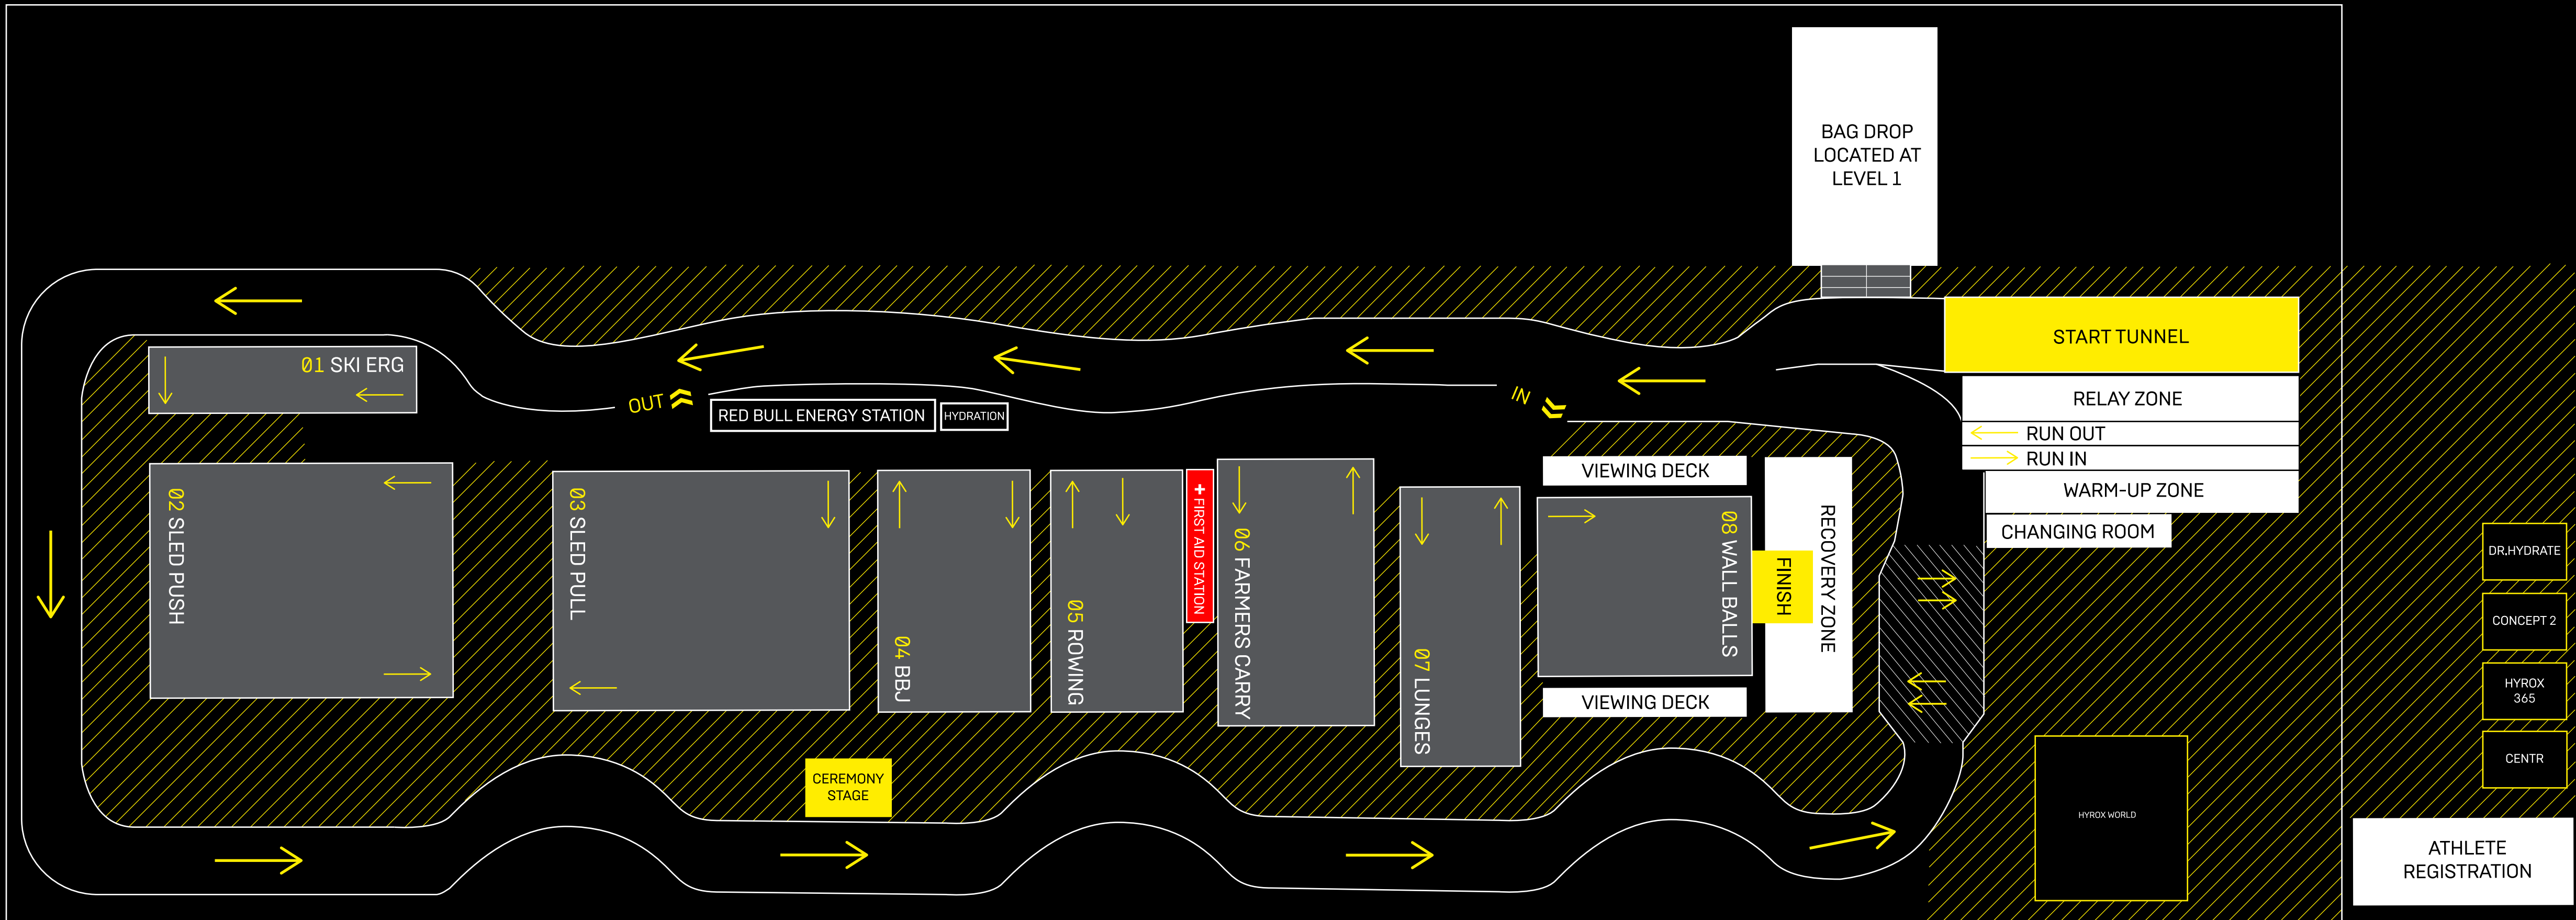 BAG DROP
LOCATED AT
LEVEL 1
START TUNNEL
01 SKI ERG
OUT
RED BULL ENERGY STATION
HYDRATION
IN
RELAY ZONE
RUN OUT
RUN IN
WARM-UP ZONE
CHANGING ROOM
02 SLED PUSH
03 SLED PULL
04 BBJ
05 ROWING
+ FIRST AID STATION
06 FARMERS CARRY
07 LUNGES
VIEWING DECK
08 WALL BALLS
FINISH
RECOVERY ZONE
VIEWING DECK
DR.HYDRATE
CONCEPT 2
HYROX
365
CENTR
CEREMONY
STAGE
HYROX WORLD
ATHLETE
REGISTRATION